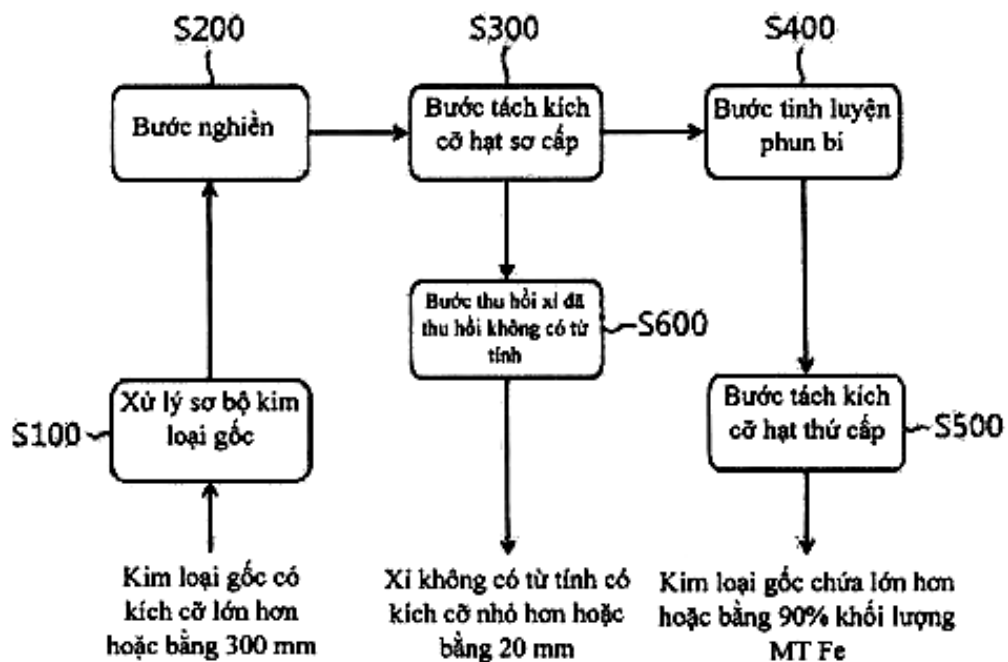 S200
S300
S400
Bước nghiền
Bước tách kích
cỡ hạt sơ cấp
Bước tinh luyện
phun bi
Bước thu hồi xỉ đã
thu hồi không có từ
tính
S600
S100
Xử lý sơ bộ kim
loại gốc
Bước tách kích
cỡ hạt thứ cấp
S500
Kim loại gốc có
kích cỡ lớn hơn
hoặc bằng 300 mm
Xỉ không có từ tính có
kích cỡ nhỏ hơn hoặc
bằng 20 mm
Kim loại gốc chứa lớn hơn
hoặc bằng 90% khối lượng
MT Fe